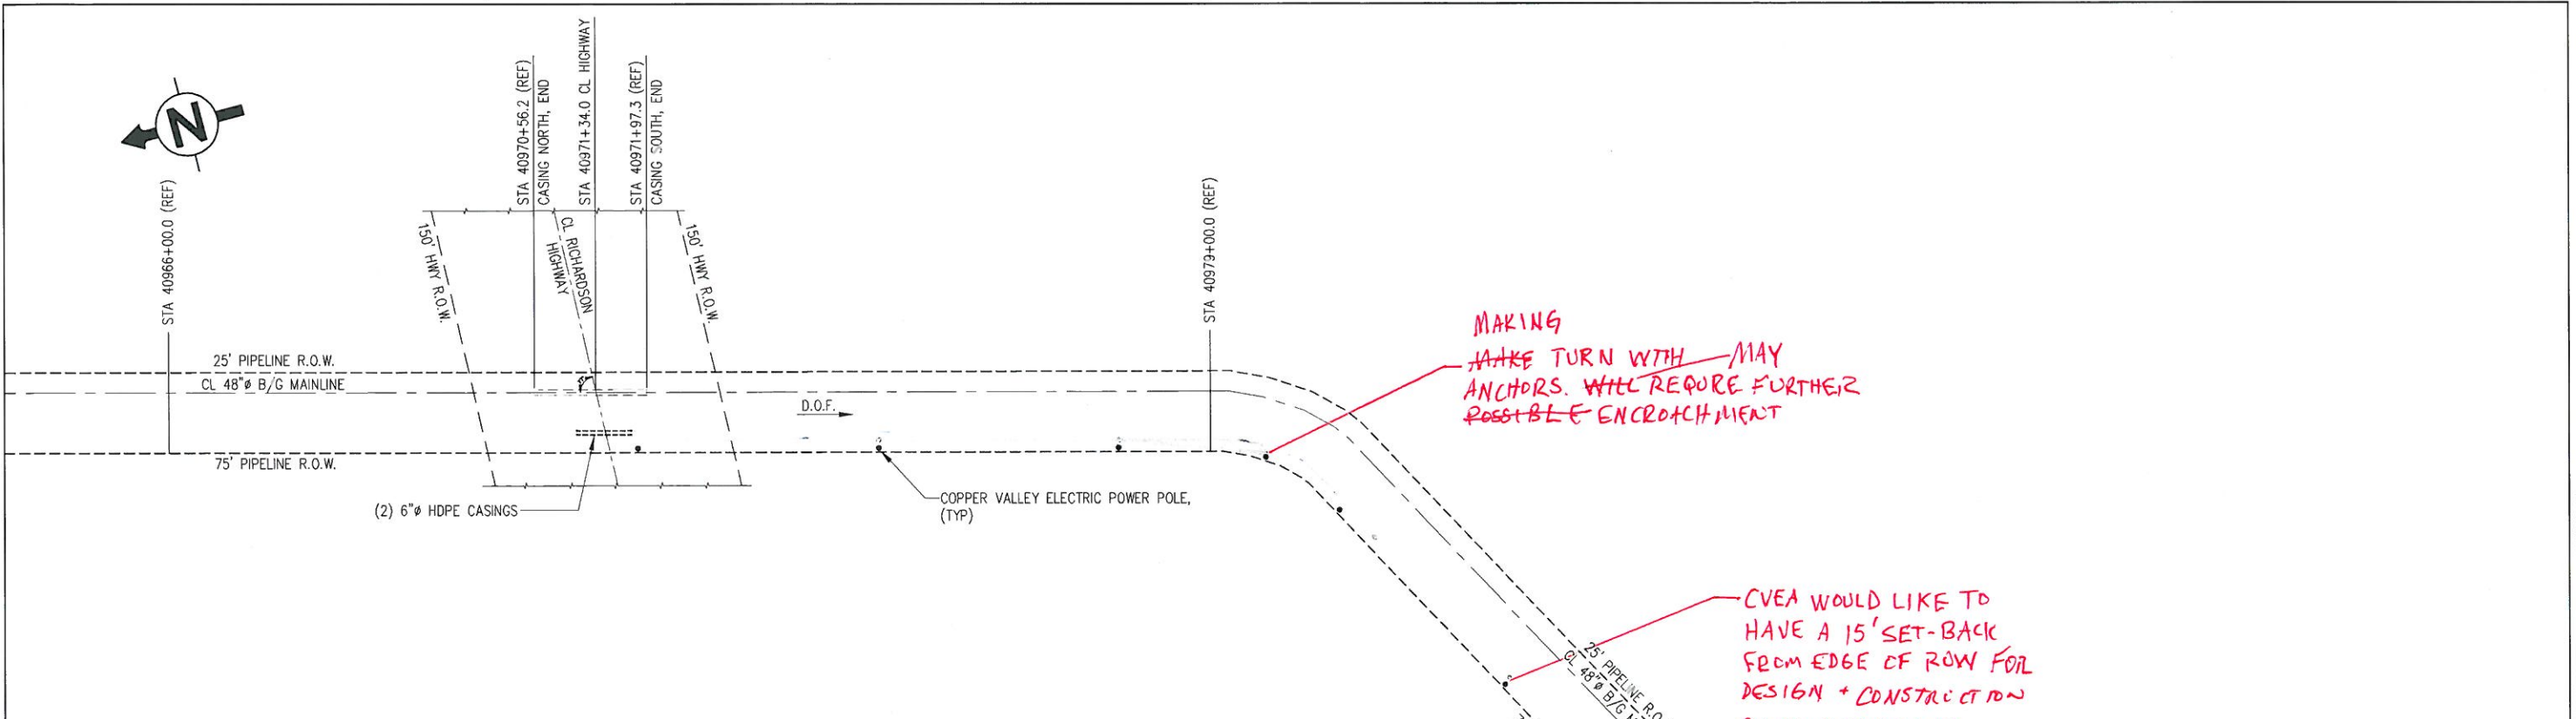 N
STA 40966+00.0 (REF)
150' HWY R.O.W.
STA 40970+56.2 (REF)
CASING NORTH, END
CL RICHARDSON
HIGHWAY
STA 40971+34.0 CL HIGHWAY
STA 40971+97.3 (REF)
CASING SOUTH, END
150' HWY R.O.W.
STA 40979+00.0 (REF)
25' PIPELINE R.O.W.
CL 48"ø B/G MAINLINE
D.O.F.
75' PIPELINE R.O.W.
(2) 6"ø HDPE CASINGS
COPPER VALLEY ELECTRIC POWER POLE,
(TYP)
MAKING
MAKE TURN WITH MAY
ANCHORS. WILL REQURE FURTHER
POSSIBLE ENCROACHMENT
CVEA WOULD LIKE TO
HAVE A 15' SET-BACK
FROM EDGE OF ROW FOR
DESIGN + CONSTRUCTION
25' PIPELINE R.O
CL 48"ø B/G